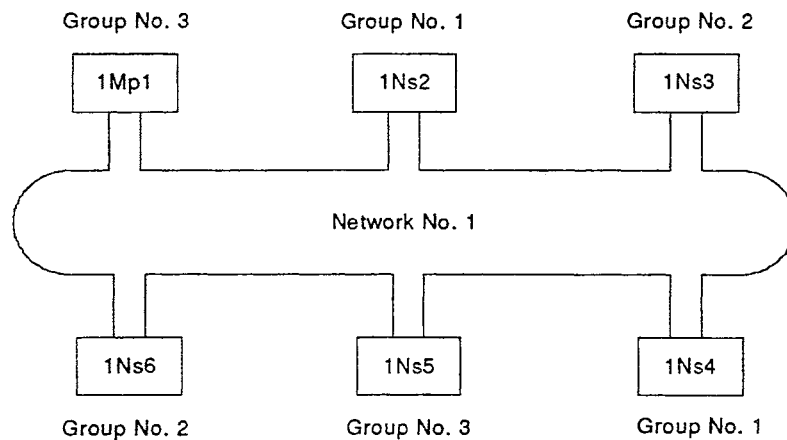 Group No. 3
Group No. 1
Group No. 2
1Mp1
1Ns2
1Ns3
Network No. 1
1Ns6
1Ns5
1Ns4
Group No. 2
Group No. 3
Group No. 1